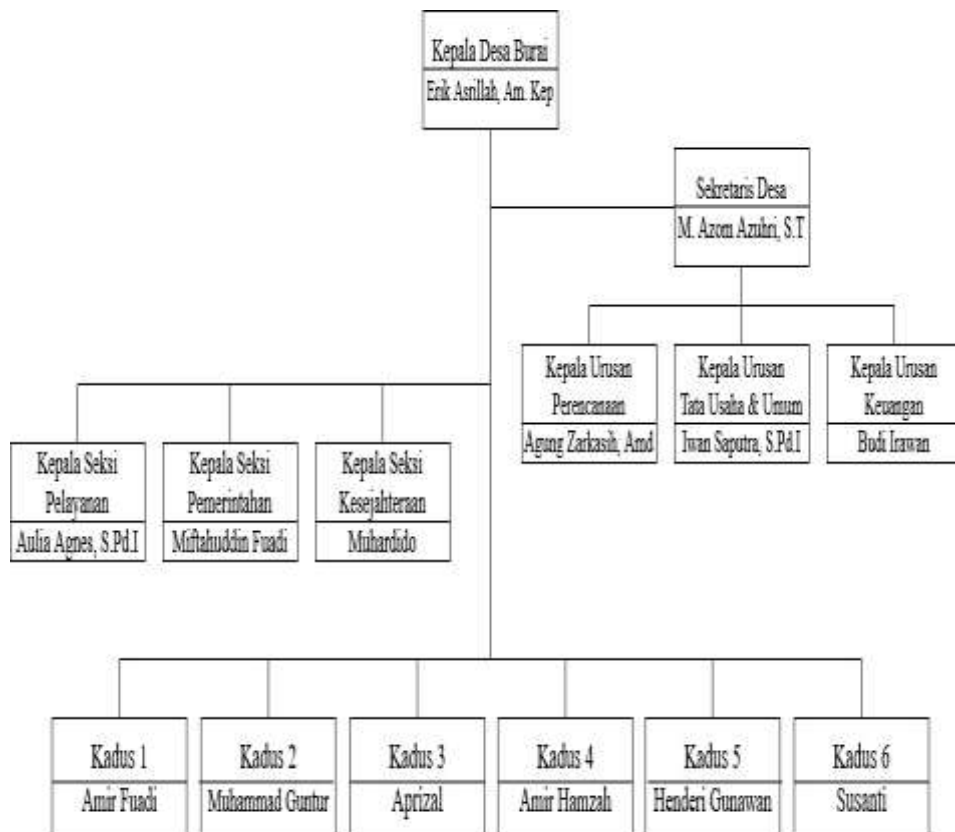 Kepala Desa Burai
Erik Asrillah, Am. Kep
Sekretaris Desa
M. Azom Azuhri, S.T
Kepala Urusan
Perencanaan
Agung Zarkasih, Amd
Kepala Urusan
Tata Usaha & Umum
Iwan Saputra, S.Pd.I
Kepala Urusan
Keuangan
Budi Irawan
Kepala Seksi
Pelayanan
Aulia Agnes, S.Pd.I
Kepala Seksi
Pemerintahan
Miftahuddin Fuadi
Kepala Seksi
Kesejahteraan
Muhardido
Kadus 1
Amir Fuadi
Kadus 2
Muhammad Guntur
Kadus 3
Aprizal
Kadus 4
Amir Hamzah
Kadus 5
Henderi Gunawan
Kadus 6
Susanti